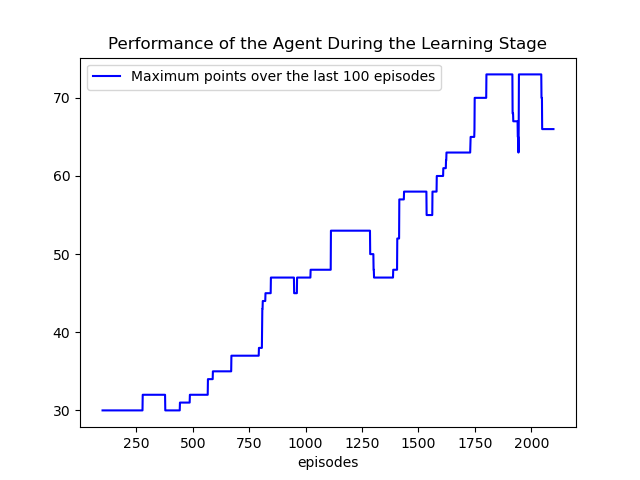 Performance of the Agent During the Learning Stage
Maximum points over the last 100 episodes
70
60
50
40
30
250 500 750 1000 1250 1500 1750 2000
episodes